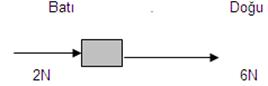 Batı . Doğu
2N 6N